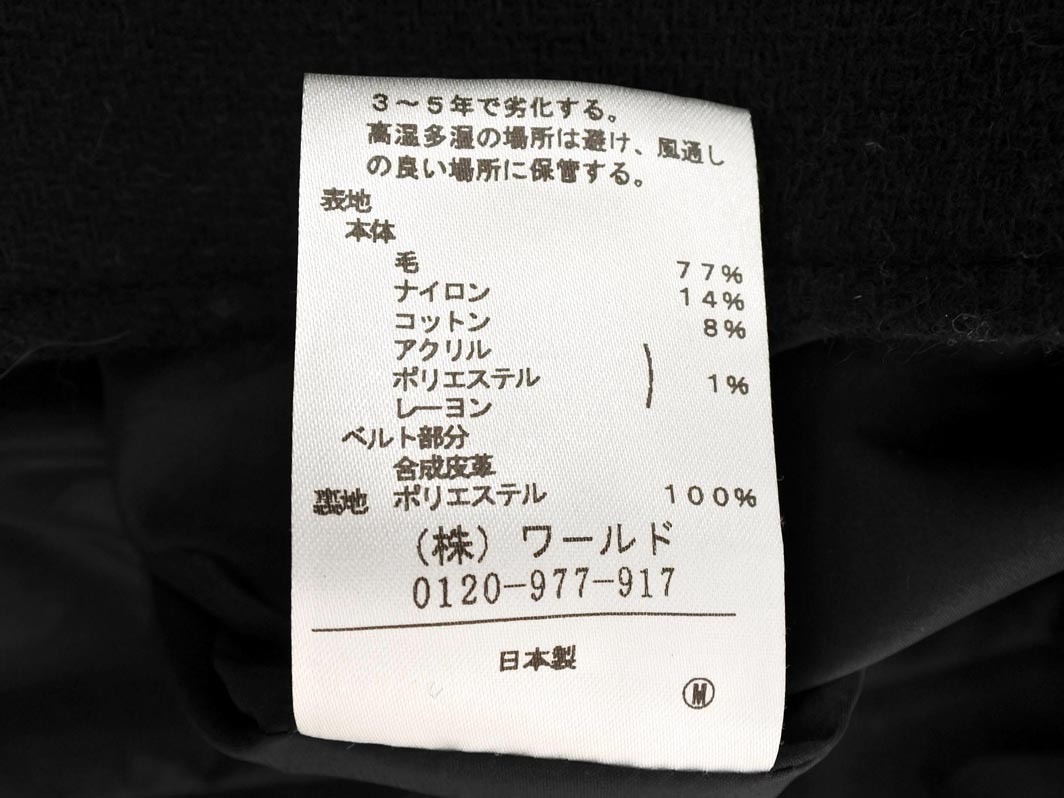 ３～５年で劣化する。
高温多湿の場所は避け、風通し
の良い場所に保管する。
表地
本体
毛 ７７％
ナイロン １４％
コットン ８％
アクリル
ポリエステル ) １％
レーヨン
ベルト部分
合成皮革
裏地 ポリエステル １００％
（株）ワールド
0120−977−917
日本製
Ⓜ